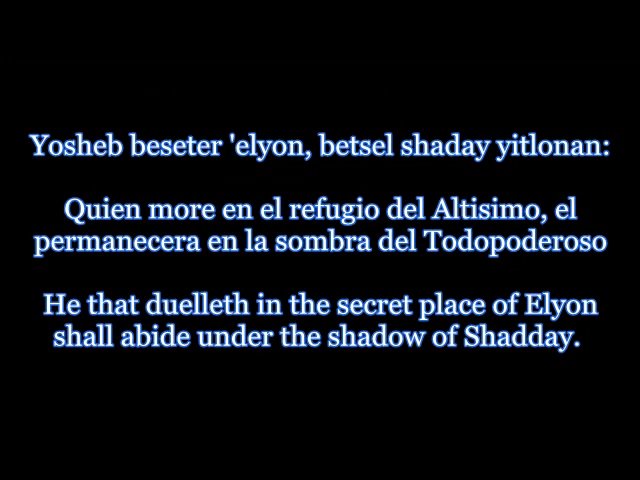 Yosheb beseter 'elyon, betsel shaday yitlonan:
Quien more en el refugio del Altisimo, el
permanecera en la sombra del Todopoderoso
He that duelleth in the secret place of Elyon
shall abide under the shadow of Shadday.